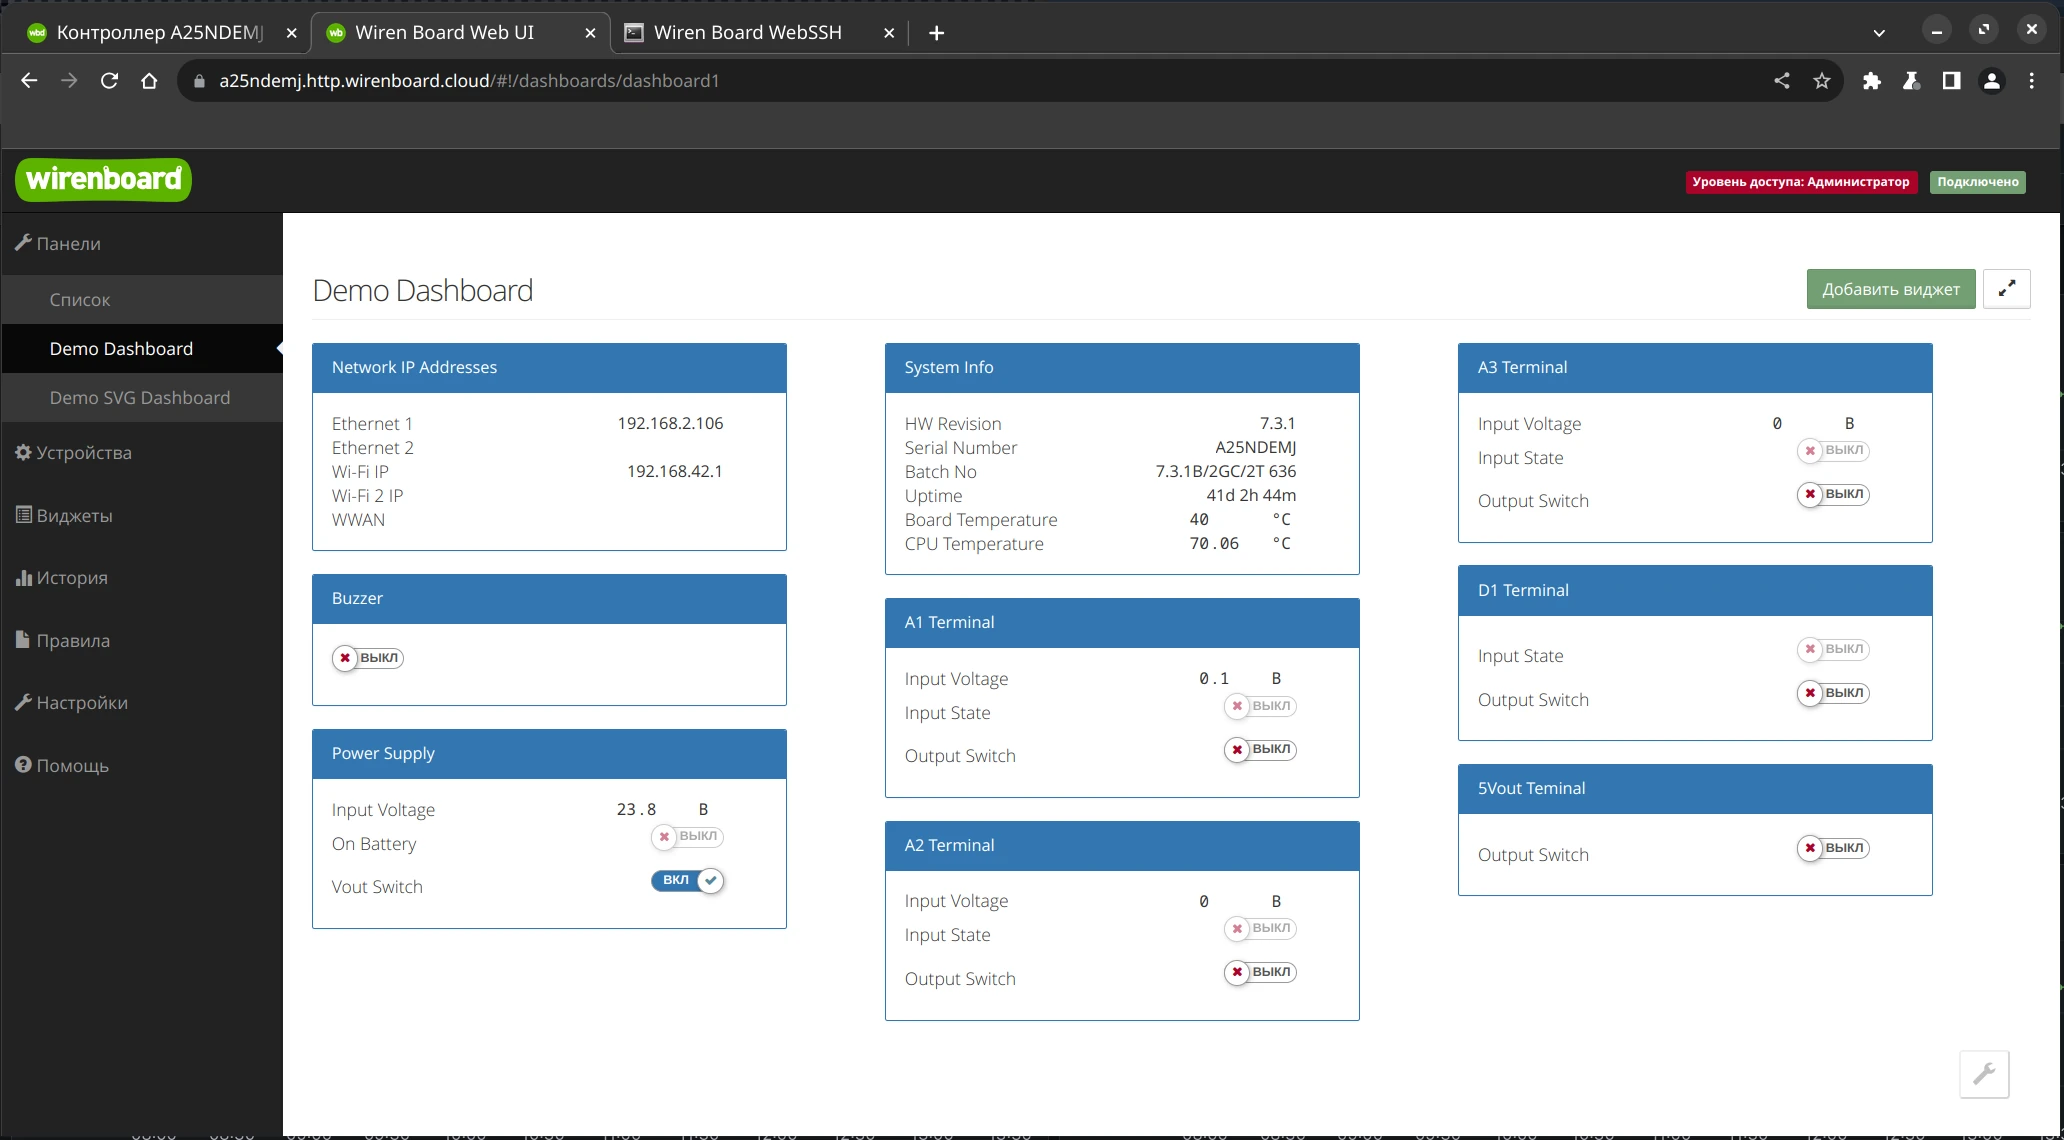 Контроллер A25NDEMJ
Wiren Board Web UI
Wiren Board WebSSH
a25ndemj.http.wirenboard.cloud/#!/dashboards/dashboard1
wirenboard
Уровень доступа: Администратор
Подключено
Панели
Список
Demo Dashboard
Demo SVG Dashboard
Устройства
Виджеты
История
Правила
Настройки
Помощь
Demo Dashboard
Добавить виджет
Network IP Addresses
Ethernet 1 192.168.2.106
Ethernet 2
Wi-Fi IP 192.168.42.1
Wi-Fi 2 IP
WWAN
Buzzer
ВЫКЛ
Power Supply
Input Voltage 23.8 В
On Battery ВЫКЛ
Vout Switch ВКЛ
System Info
HW Revision 7.3.1
Serial Number A25NDEMJ
Batch No 7.3.1B/2GC/2T 636
Uptime 41d 2h 44m
Board Temperature 40 °C
CPU Temperature 70.06 °C
A1 Terminal
Input Voltage 0.1 В
Input State ВЫКЛ
Output Switch ВЫКЛ
A2 Terminal
Input Voltage 0 В
Input State ВЫКЛ
Output Switch ВЫКЛ
A3 Terminal
Input Voltage 0 В
Input State ВЫКЛ
Output Switch ВЫКЛ
D1 Terminal
Input State ВЫКЛ
Output Switch ВЫКЛ
5Vout Teminal
Output Switch ВЫКЛ